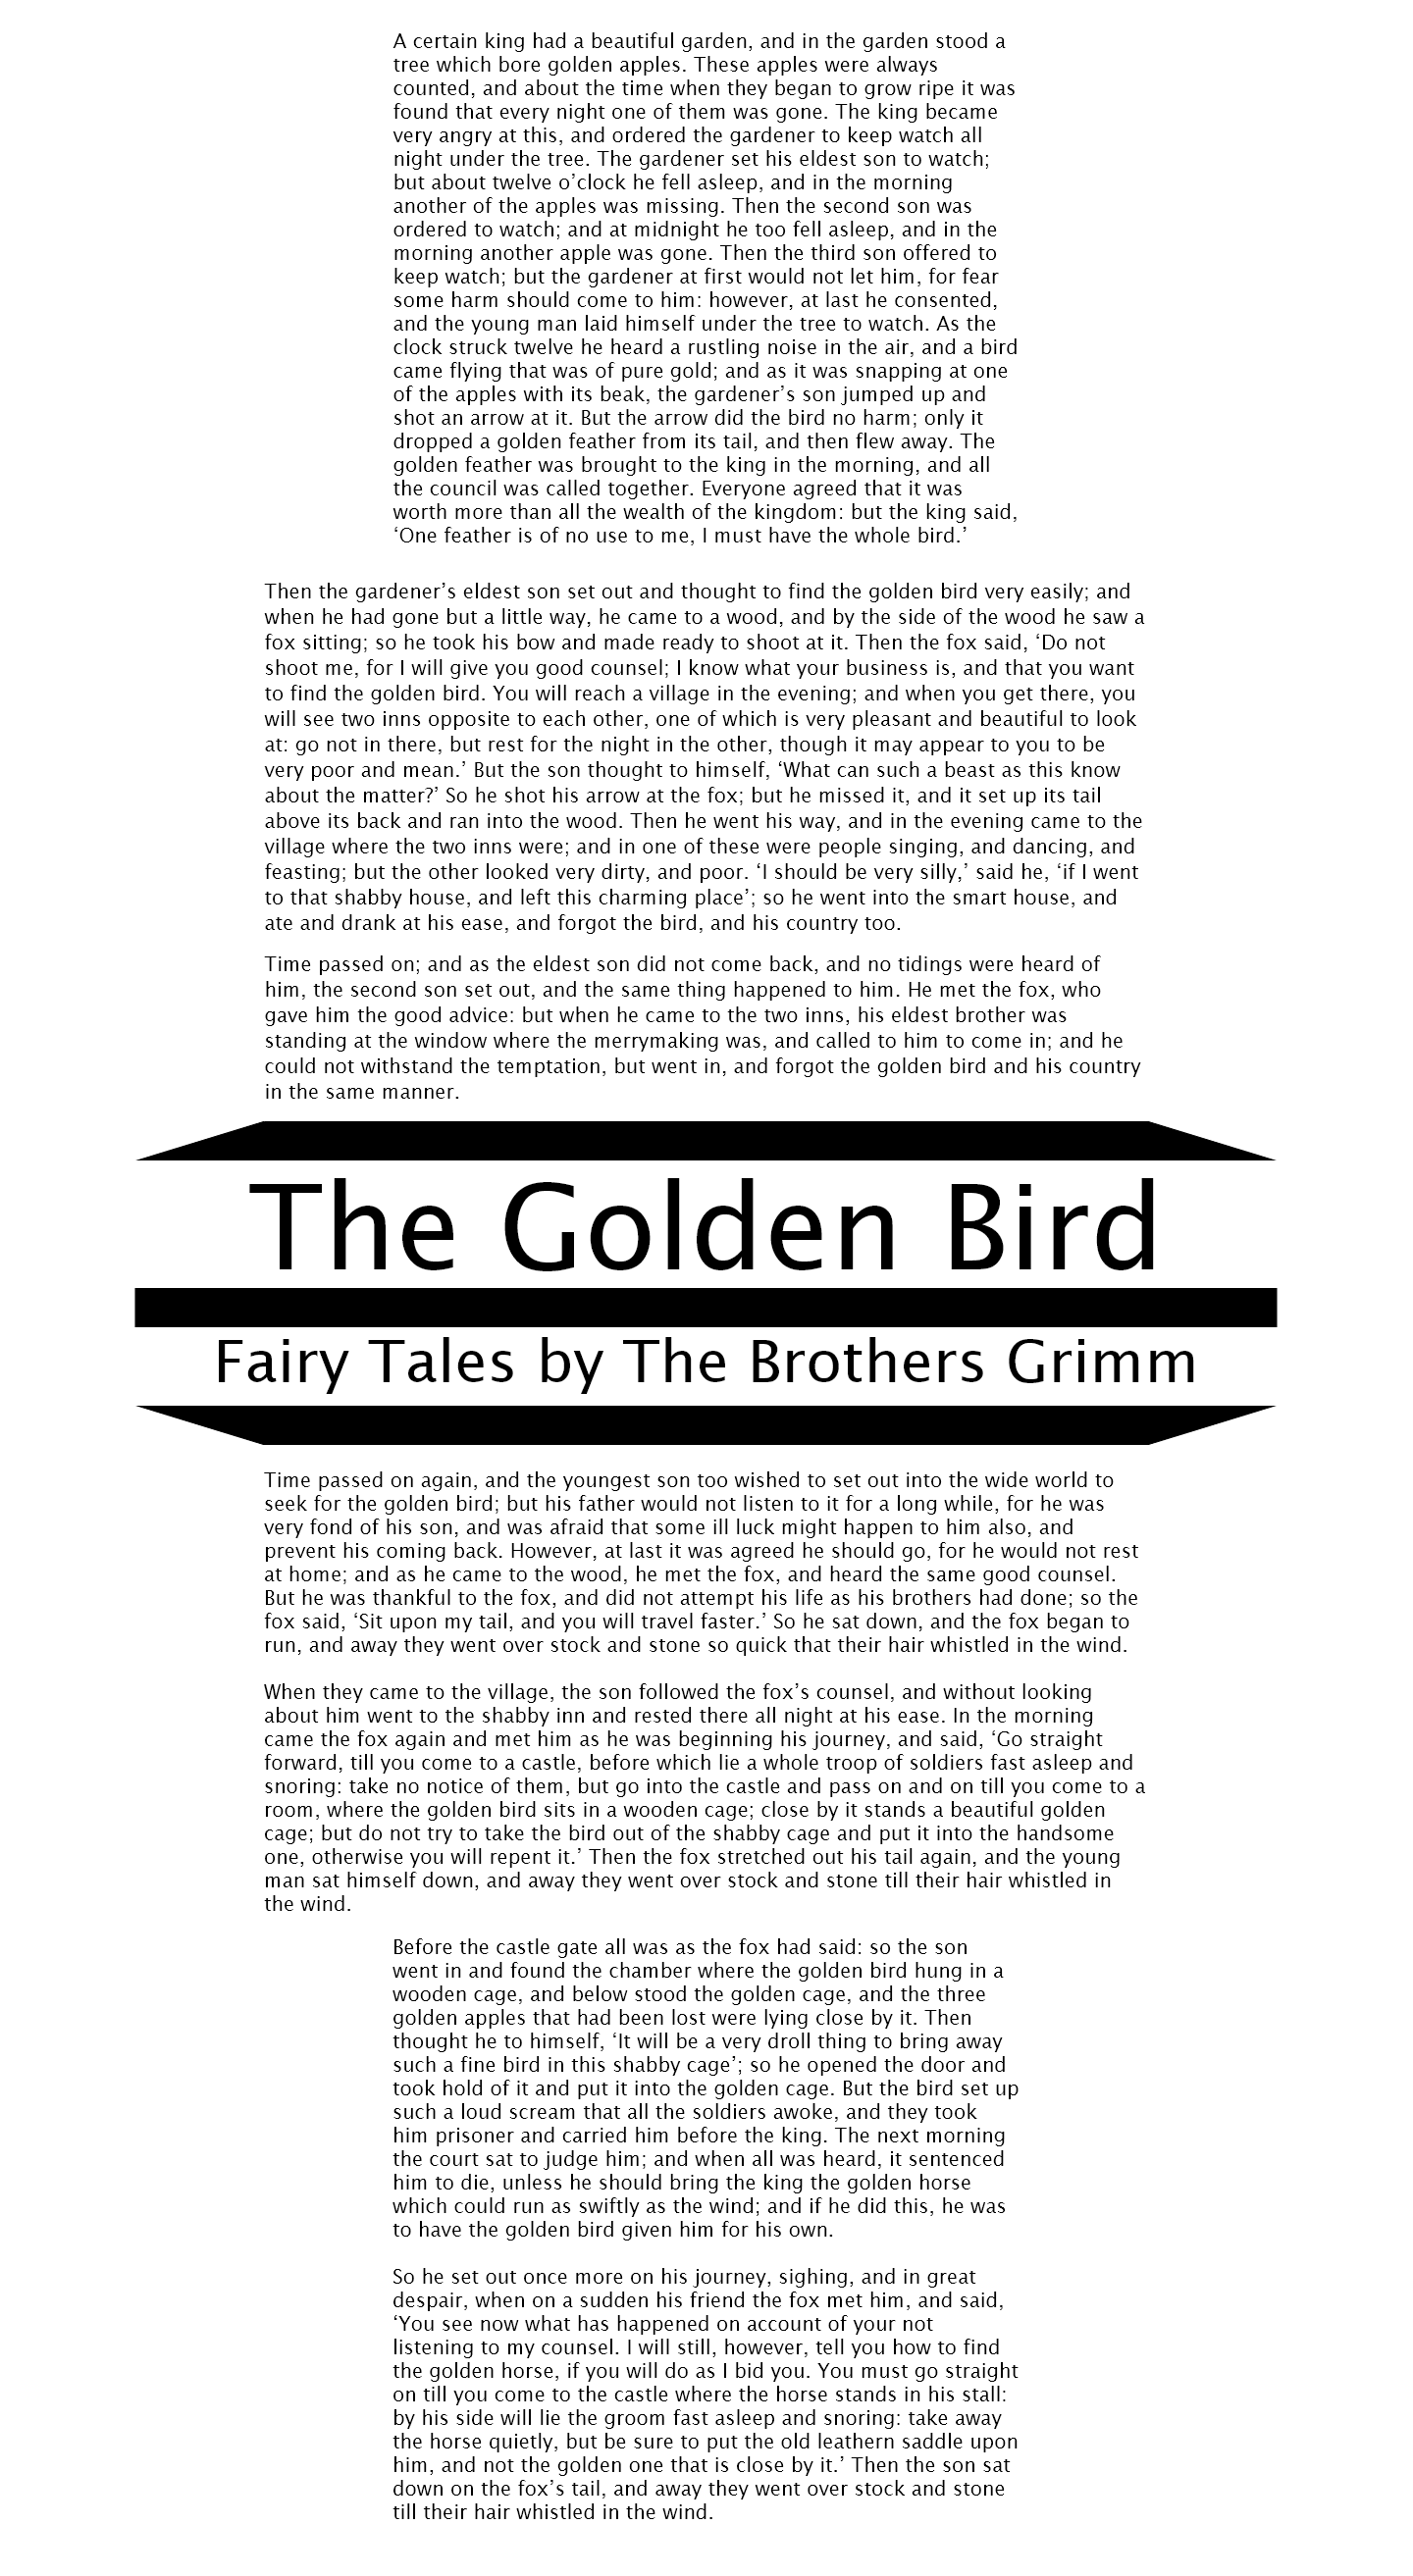 A certain king had a beautiful garden, and in the garden stood a
tree which bore golden apples. These apples were always
counted, and about the time when they began to grow ripe it was
found that every night one of them was gone. The king became
very angry at this, and ordered the gardener to keep watch all
night under the tree. The gardener set his eldest son to watch;
but about twelve o’clock he fell asleep, and in the morning
another of the apples was missing. Then the second son was
ordered to watch; and at midnight he too fell asleep, and in the
morning another apple was gone. Then the third son offered to
keep watch; but the gardener at first would not let him, for fear
some harm should come to him: however, at last he consented,
and the young man laid himself under the tree to watch. As the
clock struck twelve he heard a rustling noise in the air, and a bird
came flying that was of pure gold; and as it was snapping at one
of the apples with its beak, the gardener’s son jumped up and
shot an arrow at it. But the arrow did the bird no harm; only it
dropped a golden feather from its tail, and then flew away. The
golden feather was brought to the king in the morning, and all
the council was called together. Everyone agreed that it was
worth more than all the wealth of the kingdom: but the king said,
‘One feather is of no use to me, I must have the whole bird.’
Then the gardener’s eldest son set out and thought to find the golden bird very easily; and
when he had gone but a little way, he came to a wood, and by the side of the wood he saw a
fox sitting; so he took his bow and made ready to shoot at it. Then the fox said, ‘Do not
shoot me, for I will give you good counsel; I know what your business is, and that you want
to find the golden bird. You will reach a village in the evening; and when you get there, you
will see two inns opposite to each other, one of which is very pleasant and beautiful to look
at: go not in there, but rest for the night in the other, though it may appear to you to be
very poor and mean.’ But the son thought to himself, ‘What can such a beast as this know
about the matter?’ So he shot his arrow at the fox; but he missed it, and it set up its tail
above its back and ran into the wood. Then he went his way, and in the evening came to the
village where the two inns were; and in one of these were people singing, and dancing, and
feasting; but the other looked very dirty, and poor. ‘I should be very silly,’ said he, ‘if I went
to that shabby house, and left this charming place’; so he went into the smart house, and
ate and drank at his ease, and forgot the bird, and his country too.
Time passed on; and as the eldest son did not come back, and no tidings were heard of
him, the second son set out, and the same thing happened to him. He met the fox, who
gave him the good advice: but when he came to the two inns, his eldest brother was
standing at the window where the merrymaking was, and called to him to come in; and he
could not withstand the temptation, but went in, and forgot the golden bird and his country
in the same manner.
The Golden Bird
Fairy Tales by The Brothers Grimm
Time passed on again, and the youngest son too wished to set out into the wide world to
seek for the golden bird; but his father would not listen to it for a long while, for he was
very fond of his son, and was afraid that some ill luck might happen to him also, and
prevent his coming back. However, at last it was agreed he should go, for he would not rest
at home; and as he came to the wood, he met the fox, and heard the same good counsel.
But he was thankful to the fox, and did not attempt his life as his brothers had done; so the
fox said, ‘Sit upon my tail, and you will travel faster.’ So he sat down, and the fox began to
run, and away they went over stock and stone so quick that their hair whistled in the wind.
When they came to the village, the son followed the fox’s counsel, and without looking
about him went to the shabby inn and rested there all night at his ease. In the morning
came the fox again and met him as he was beginning his journey, and said, ‘Go straight
forward, till you come to a castle, before which lie a whole troop of soldiers fast asleep and
snoring: take no notice of them, but go into the castle and pass on and on till you come to a
room, where the golden bird sits in a wooden cage; close by it stands a beautiful golden
cage; but do not try to take the bird out of the shabby cage and put it into the handsome
one, otherwise you will repent it.’ Then the fox stretched out his tail again, and the young
man sat himself down, and away they went over stock and stone till their hair whistled in
the wind.
Before the castle gate all was as the fox had said: so the son
went in and found the chamber where the golden bird hung in a
wooden cage, and below stood the golden cage, and the three
golden apples that had been lost were lying close by it. Then
thought he to himself, ‘It will be a very droll thing to bring away
such a fine bird in this shabby cage’; so he opened the door and
took hold of it and put it into the golden cage. But the bird set up
such a loud scream that all the soldiers awoke, and they took
him prisoner and carried him before the king. The next morning
the court sat to judge him; and when all was heard, it sentenced
him to die, unless he should bring the king the golden horse
which could run as swiftly as the wind; and if he did this, he was
to have the golden bird given him for his own.
So he set out once more on his journey, sighing, and in great
despair, when on a sudden his friend the fox met him, and said,
‘You see now what has happened on account of your not
listening to my counsel. I will still, however, tell you how to find
the golden horse, if you will do as I bid you. You must go straight
on till you come to the castle where the horse stands in his stall:
by his side will lie the groom fast asleep and snoring: take away
the horse quietly, but be sure to put the old leathern saddle upon
him, and not the golden one that is close by it.’ Then the son sat
down on the fox’s tail, and away they went over stock and stone
till their hair whistled in the wind.